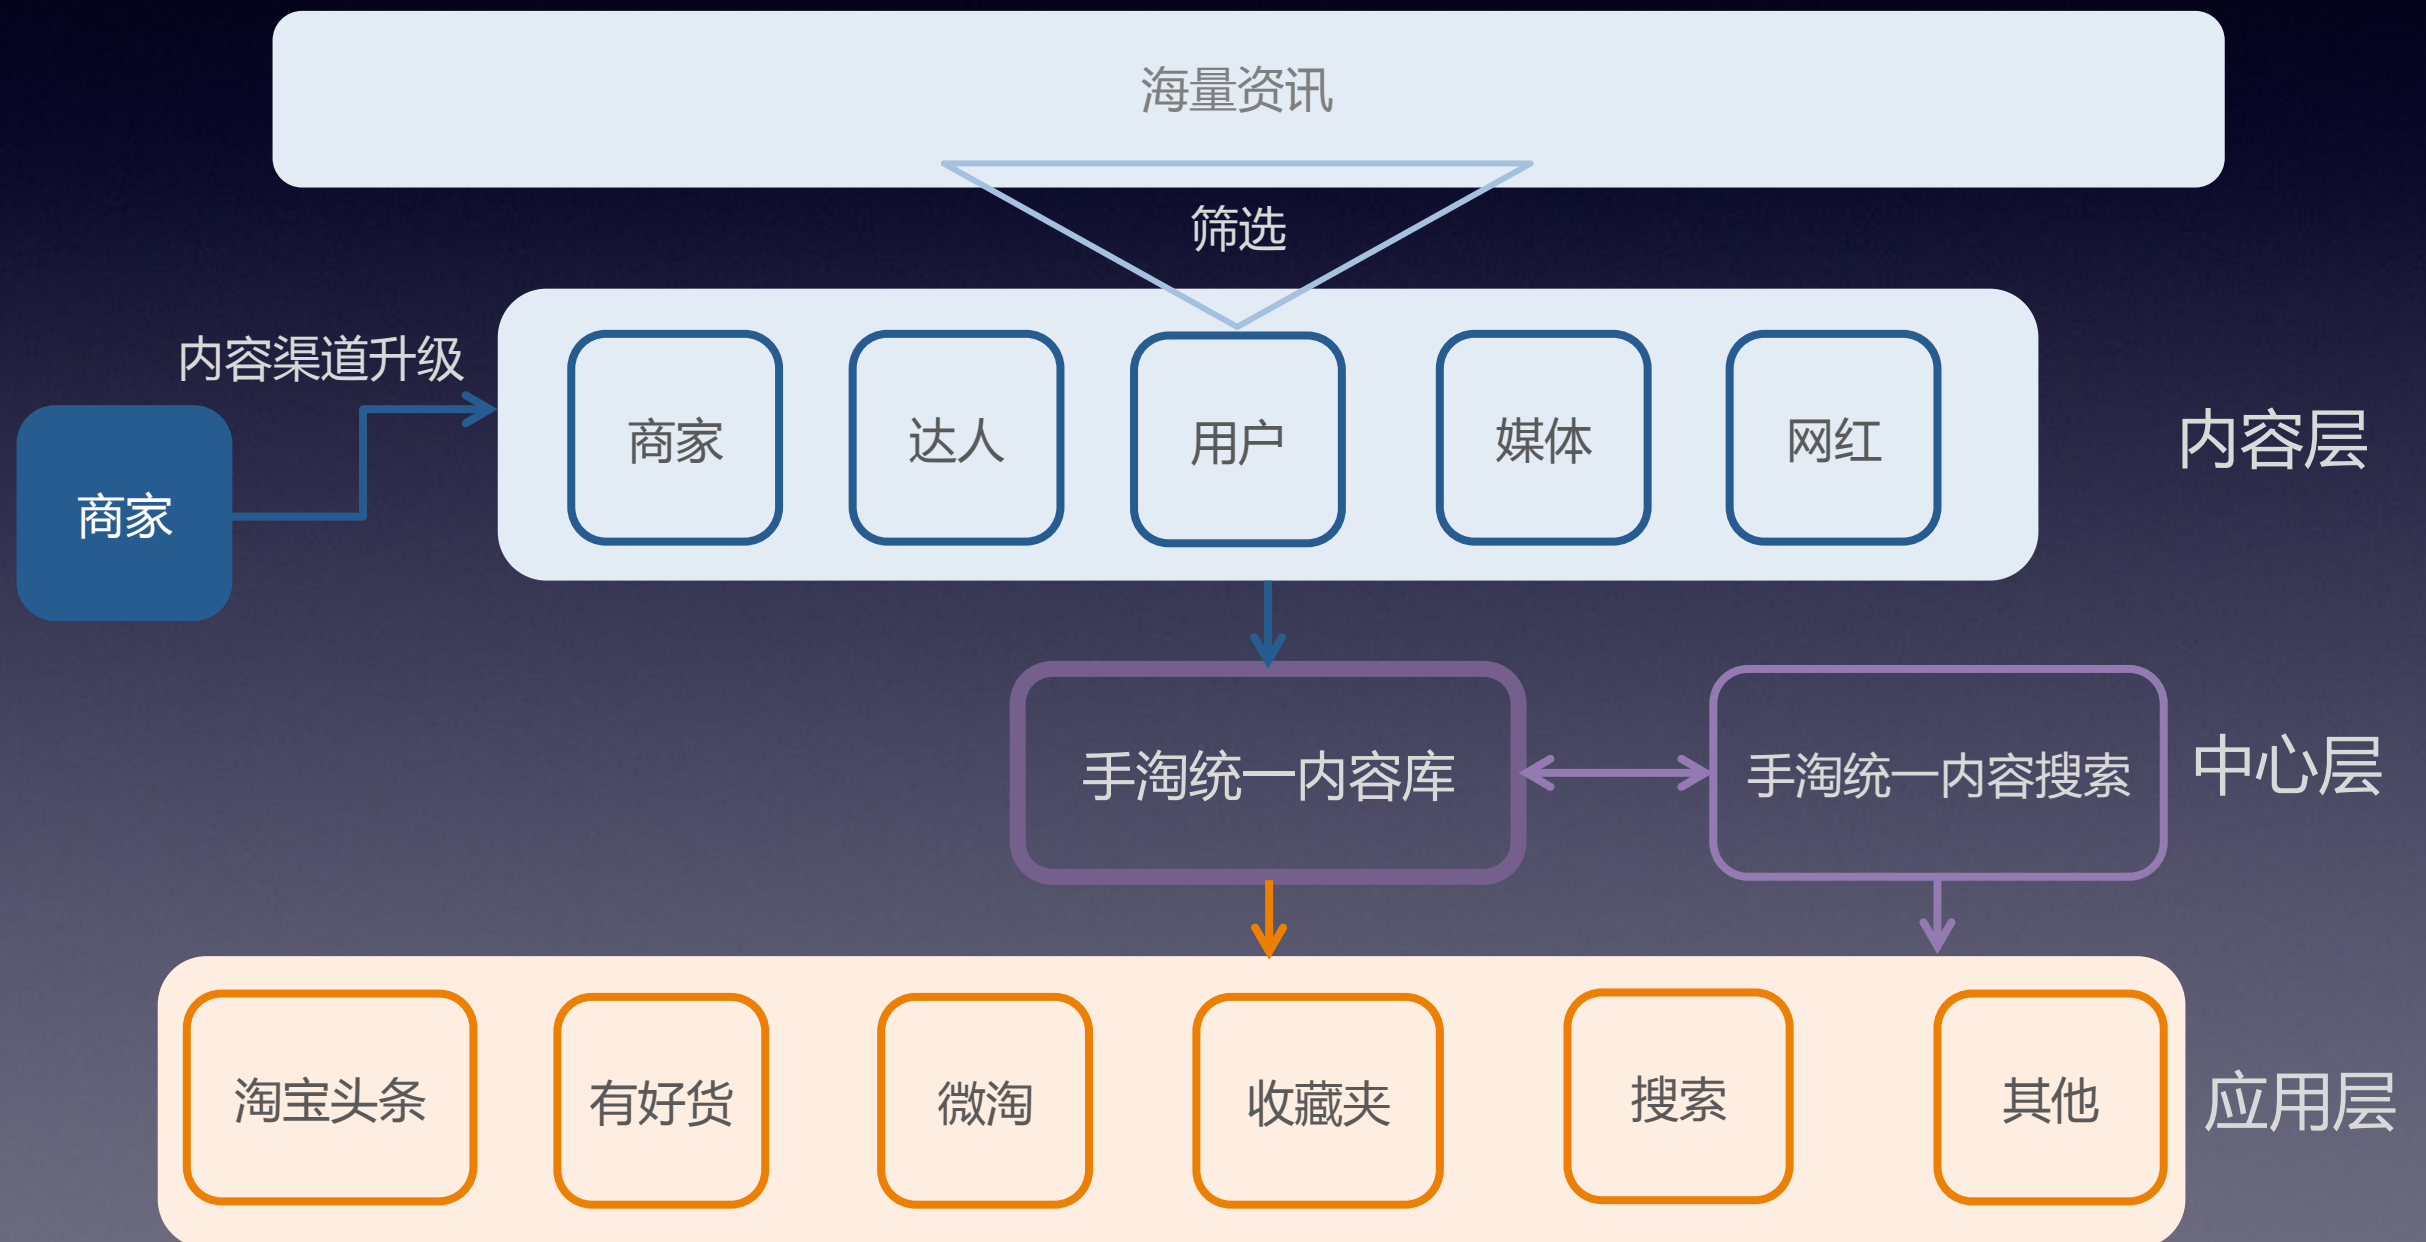 海量资讯
筛选
内容渠道升级
商家
商家
达人
用户
媒体
网红
内容层
手淘统一内容库
手淘统一内容搜索
中心层
淘宝头条
有好货
微淘
收藏夹
搜索
其他
应用层